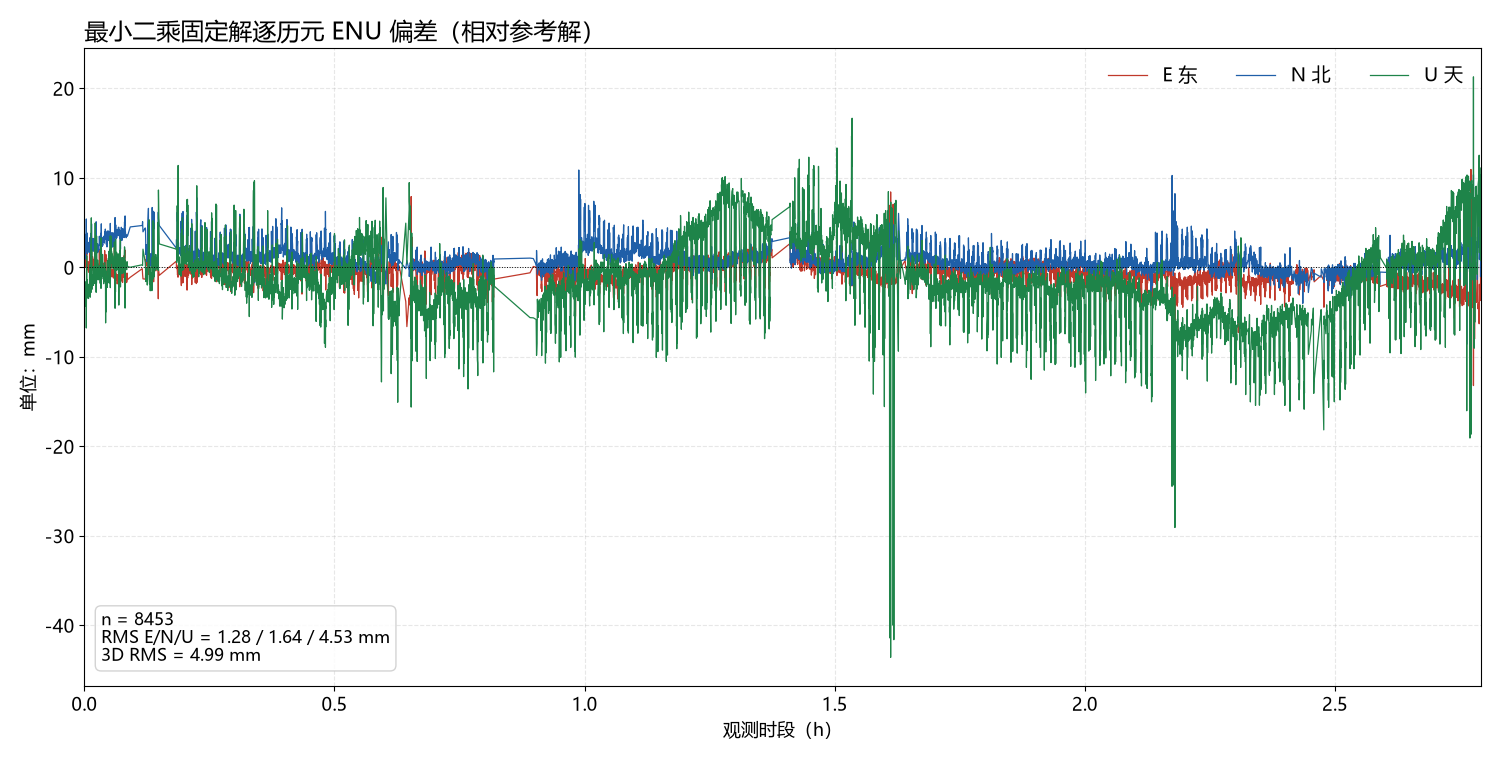 最小二乘固定解逐历元 ENU 偏差（相对参考解）
E 东
N 北
U 天
20
10
0
-10
-20
-30
-40
单位：mm
n = 8453
RMS E/N/U = 1.28 / 1.64 / 4.53 mm
3D RMS = 4.99 mm
0.0
0.5
1.0
1.5
2.0
2.5
观测时段（h）